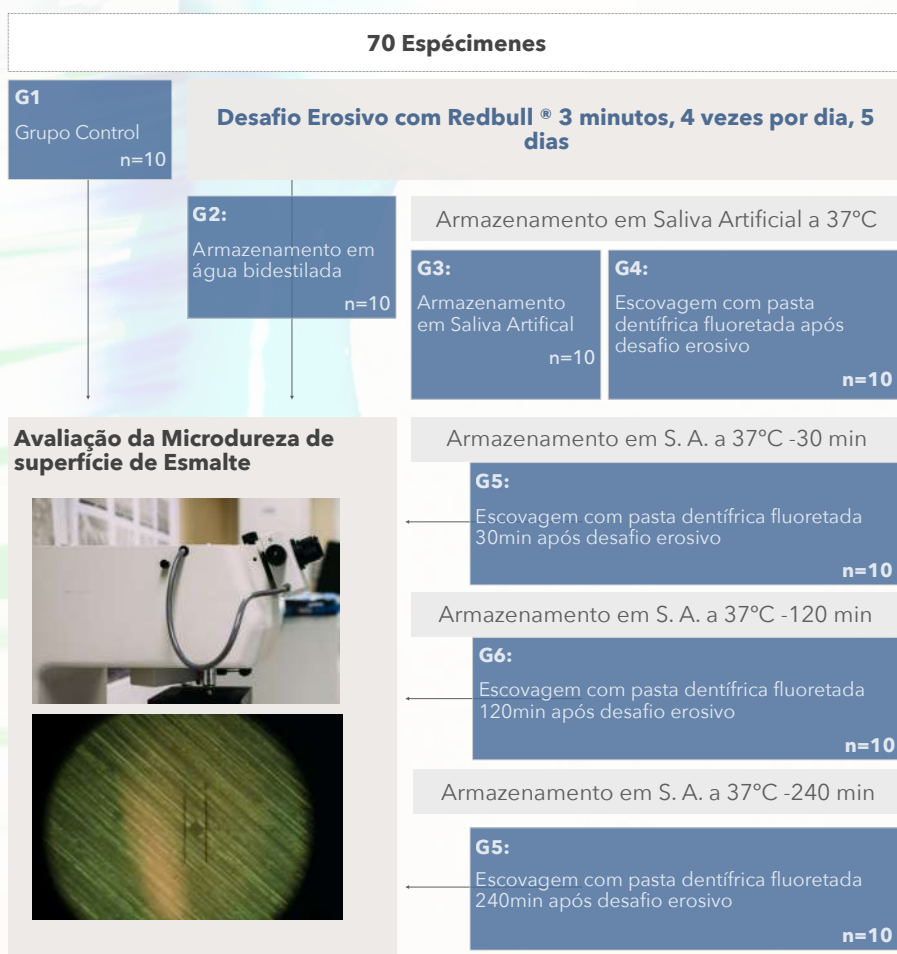 70 Espécimenes
G1
Grupo Control
n=10
Desafio Erosivo com Redbull ® 3 minutos, 4 vezes por dia, 5
dias
G2:
Armazenamento em
água bidestilada
n=10
Armazenamento em Saliva Artificial a 37ºC
G3:
Armazenamento
em Saliva Artifical
n=10
G4:
Escovagem com pasta
dentífrica fluoretada após
desafio erosivo
n=10
Avaliação da Microdureza de
superfície de Esmalte
Armazenamento em S. A. a 37ºC -30 min
G5:
Escovagem com pasta dentífrica fluoretada
30min após desafio erosivo
n=10
Armazenamento em S. A. a 37ºC -120 min
G6:
Escovagem com pasta dentífrica fluoretada
120min após desafio erosivo
n=10
Armazenamento em S. A. a 37ºC -240 min
G5:
Escovagem com pasta dentífrica fluoretada
240min após desafio erosivo
n=10